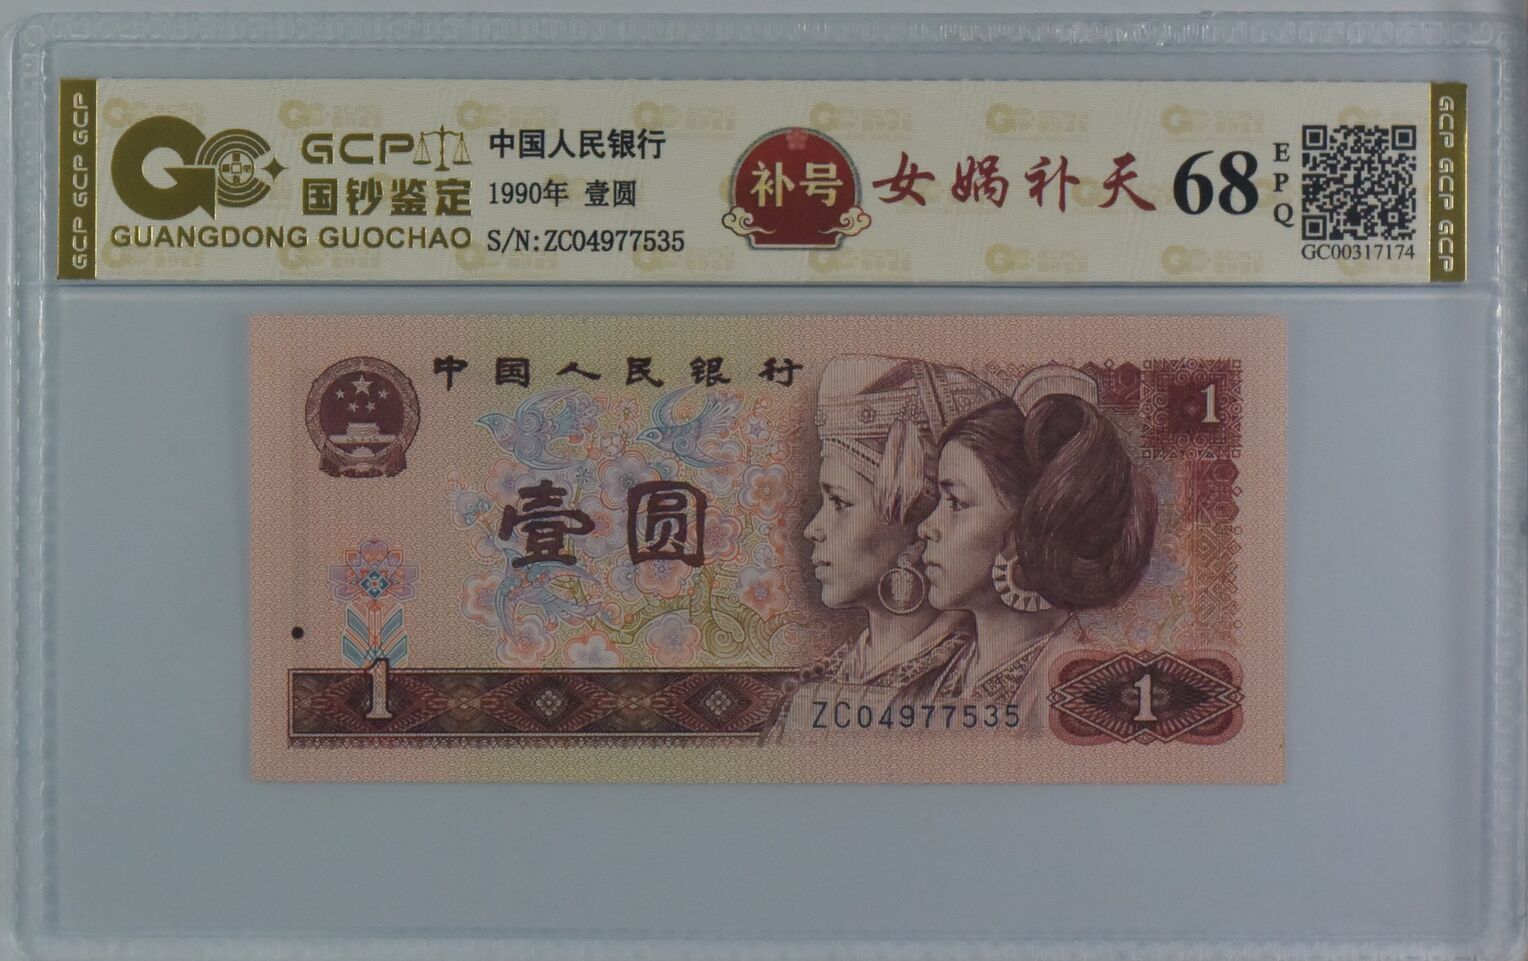 GCP GCP GCP
GCP
国钞鉴定
GUANGDONG GUOCHAO
中国人民银行
1990年 壹圆
S/N:ZC04977535
补号
女娲补天
68
EPQ
GC00317174
GCP GCP GCP
中国人民银行
1
壹圆
1
ZC04977535
1